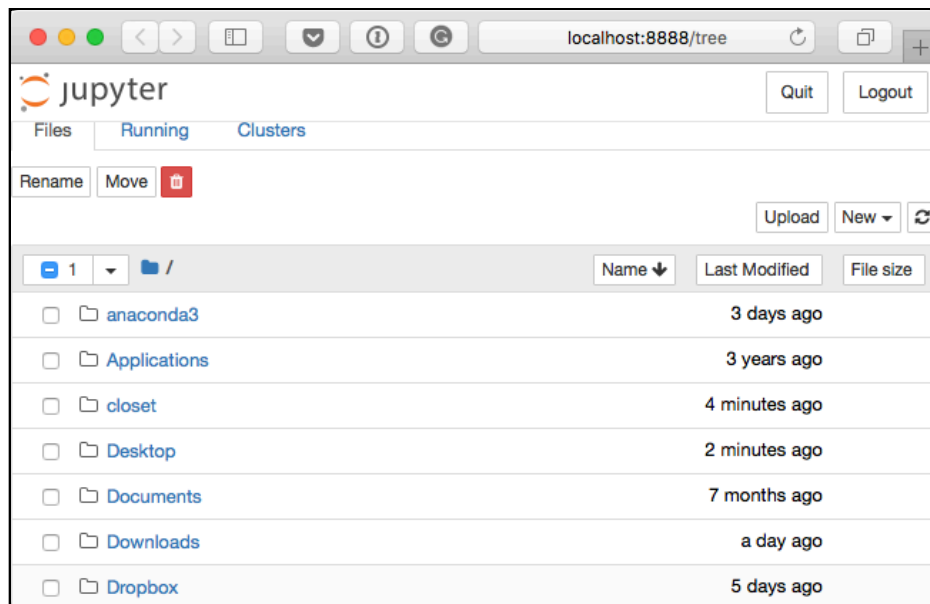 localhost:8888/tree
jupyter
Quit Logout
Files Running Clusters
Rename Move
Upload New
1 / Name Last Modified File size
anaconda3 3 days ago
Applications 3 years ago
closet 4 minutes ago
Desktop 2 minutes ago
Documents 7 months ago
Downloads a day ago
Dropbox 5 days ago